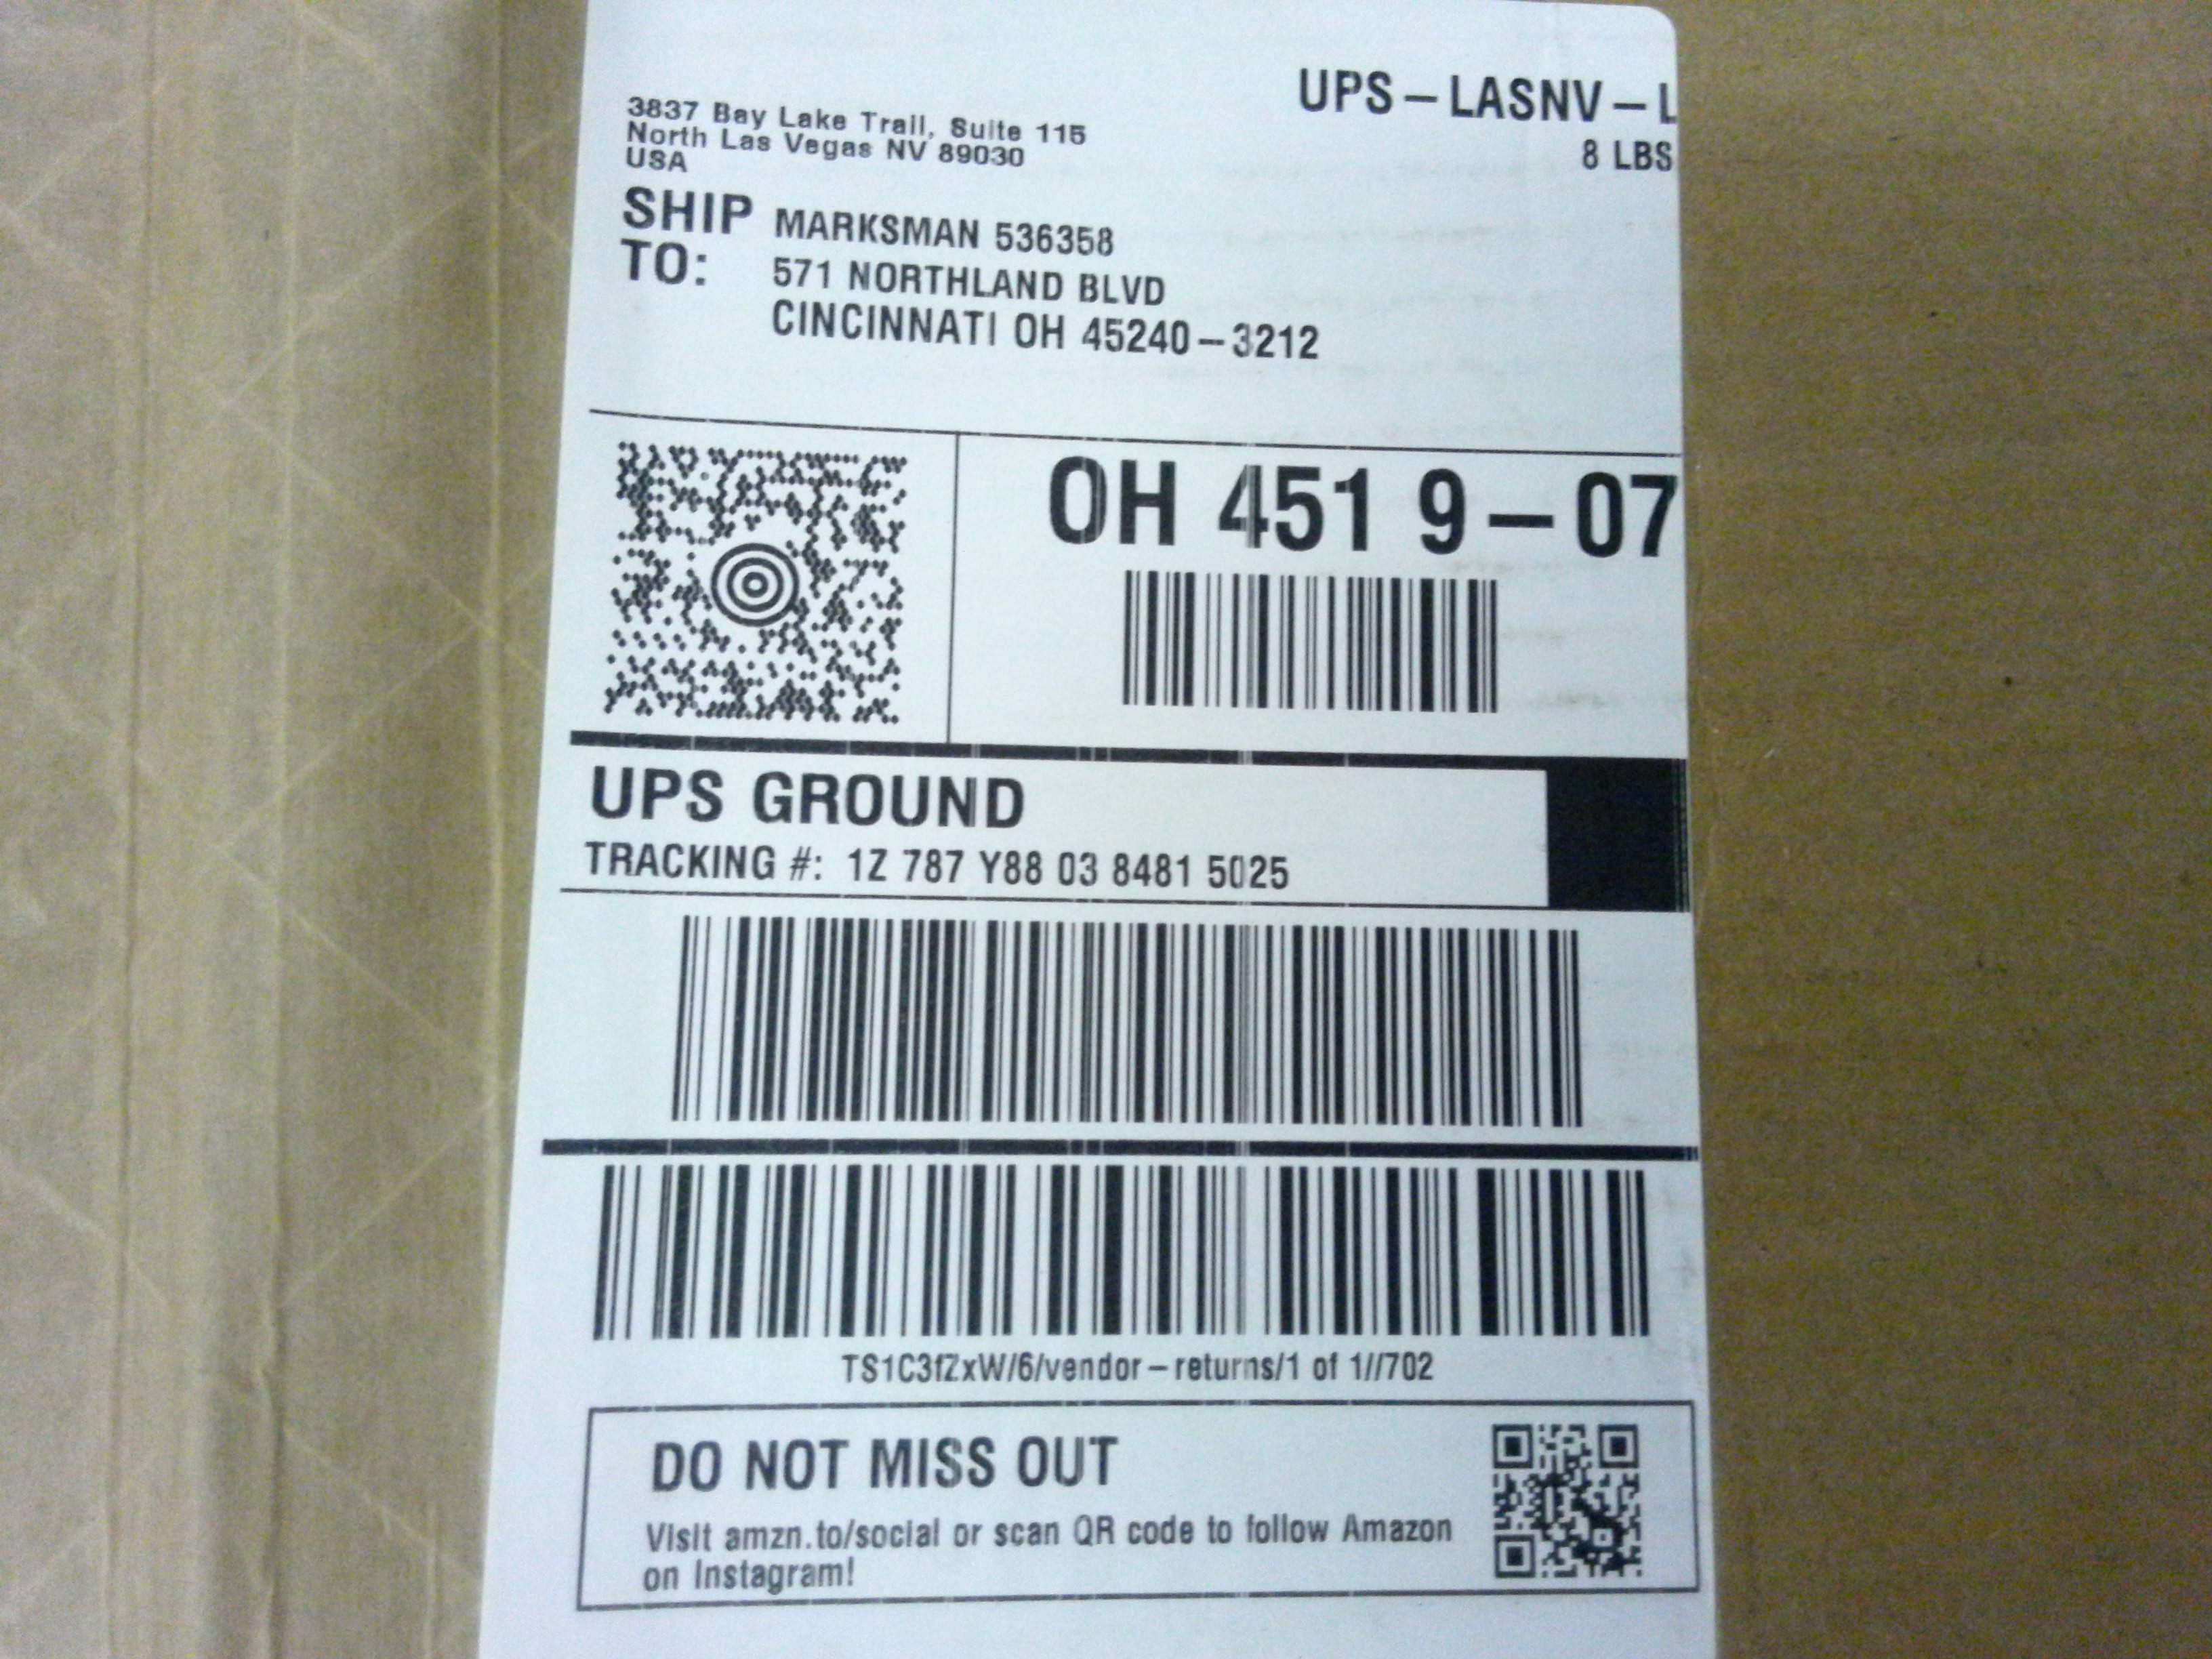 UPS – LASNV – L
8 LBS
3837 Bay Lake Trail, Suite 115
North Las Vegas NV 89030
USA
SHIP TO:
MARKSMAN 536358
571 NORTHLAND BLVD
CINCINNATI OH 45240–3212
OH 451 9–07
UPS GROUND
TRACKING #: 1Z 787 Y88 03 8481 5025
TS1C3fZxW/6/vendor–returns/1 of 1//702
DO NOT MISS OUT
Visit amzn.to/social or scan QR code to follow Amazon
on Instagram!